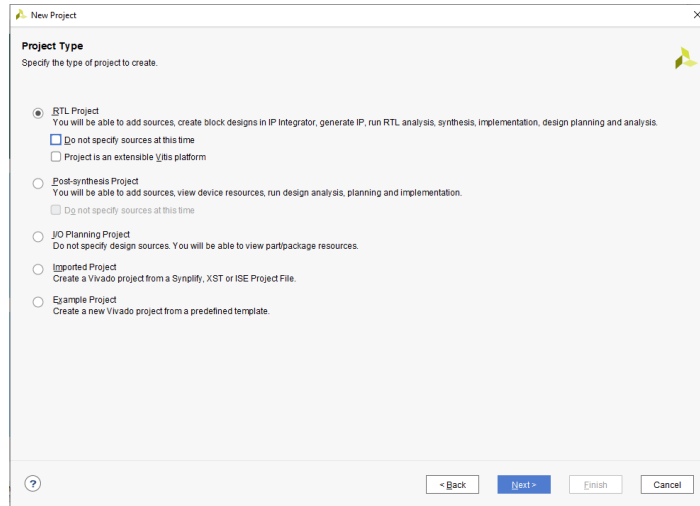 New Project
Project Type
Specify the type of project to create.
RTL Project
You will be able to add sources, create block designs in IP Integrator, generate IP, run RTL analysis, synthesis, implementation, design planning and analysis.
Do not specify sources at this time
Project is an extensible Vitis platform
Post-synthesis Project
You will be able to add sources, view device resources, run design analysis, planning and implementation.
Do not specify sources at this time
I/O Planning Project
Do not specify design sources. You will be able to view part/package resources.
Imported Project
Create a Vivado project from a Synplify, XST or ISE Project File.
Example Project
Create a new Vivado project from a predefined template.
? < Back Next > Finish Cancel